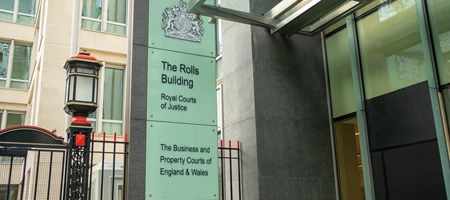 The Rolls
Building
Royal Courts
of Justice
The Business and
Property Courts of
England & Wales